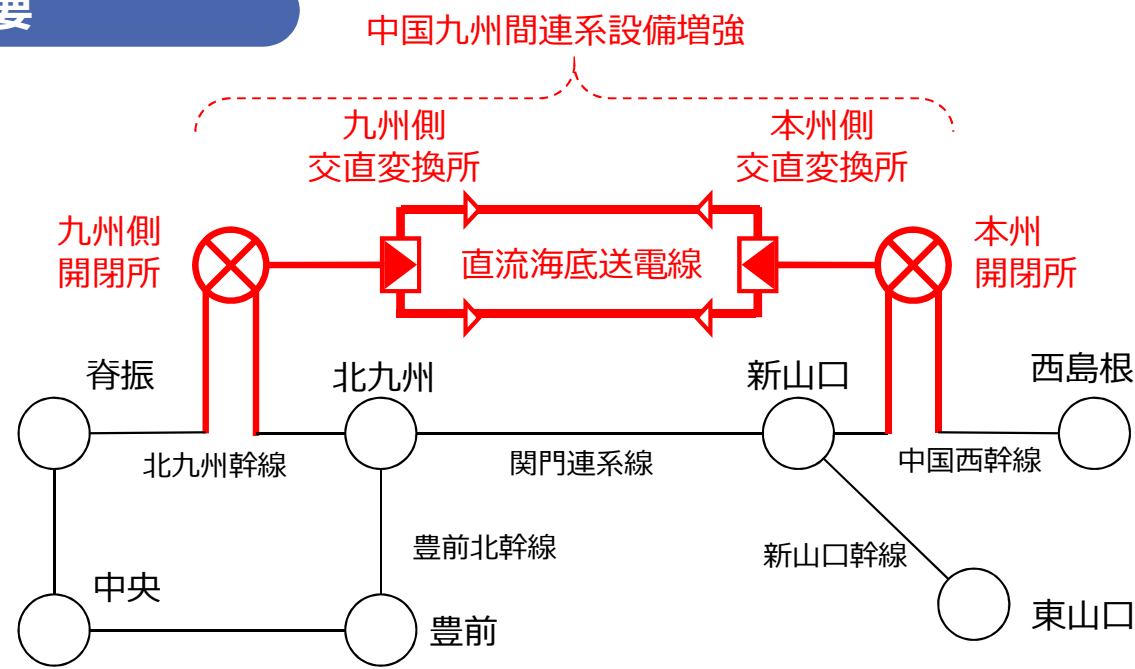 要
中国九州間連系設備増強
九州側
交直変換所
本州側
交直変換所
九州側
開閉所
直流海底送電線
本州
開閉所
脊振
北九州
新山口
西島根
北九州幹線
関門連系線
中国西幹線
豊前北幹線
新山口幹線
中央
豊前
東山口